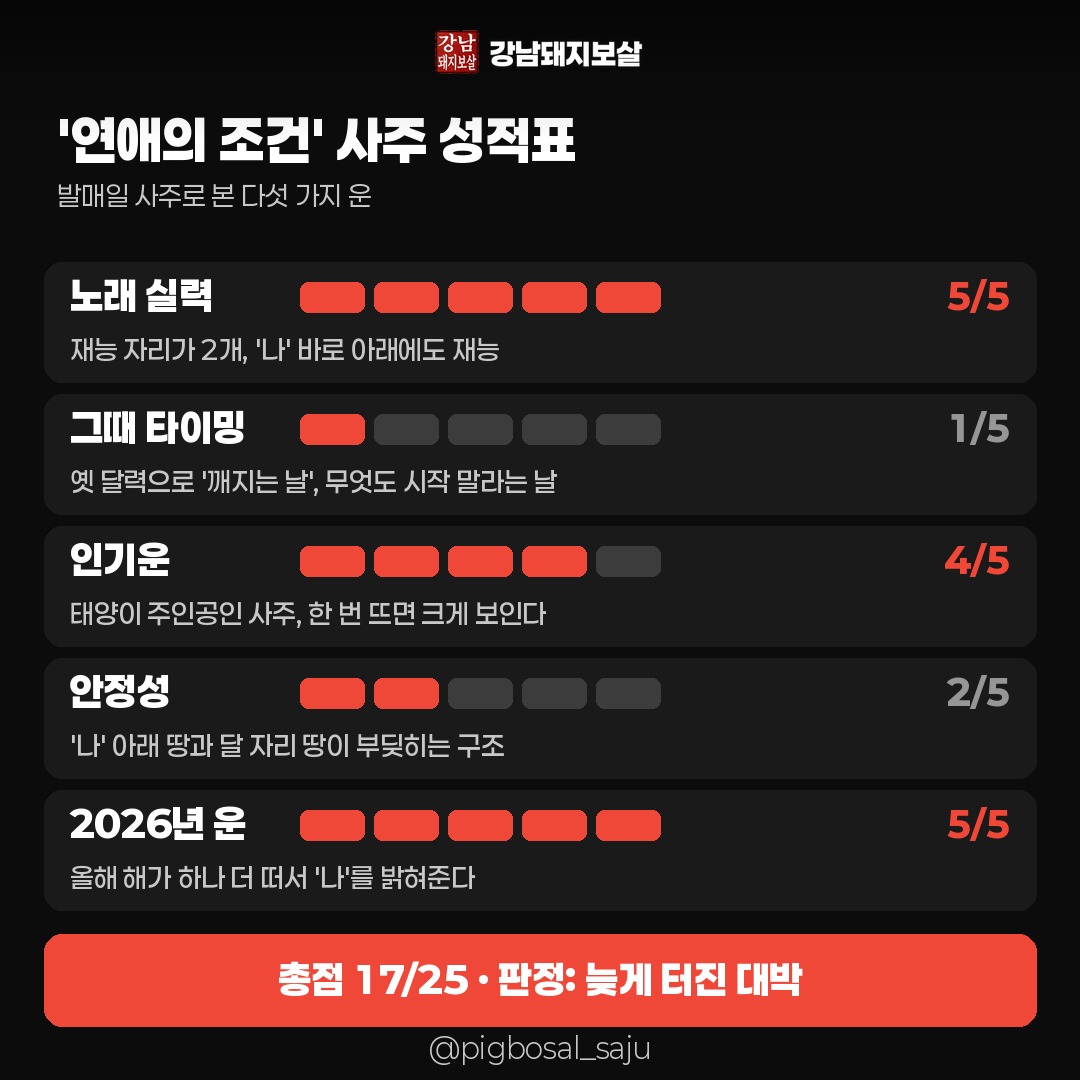 강남
돼지보살
강남돼지보살
'연애의 조건' 사주 성적표
발매일 사주로 본 다섯 가지 운
노래 실력 5/5
재능 자리가 2개, '나' 바로 아래에도 재능
그때 타이밍 1/5
옛 달력으로 '깨지는 날', 무엇도 시작 말라는 날
인기운 4/5
태양이 주인공인 사주, 한 번 뜨면 크게 보인다
안정성 2/5
'나' 아래 땅과 달 자리 땅이 부딪히는 구조
2026년 운 5/5
올해 해가 하나 더 떠서 '나'를 밝혀준다
총점 17/25 · 판정: 늦게 터진 대박
@pigbosal_saju